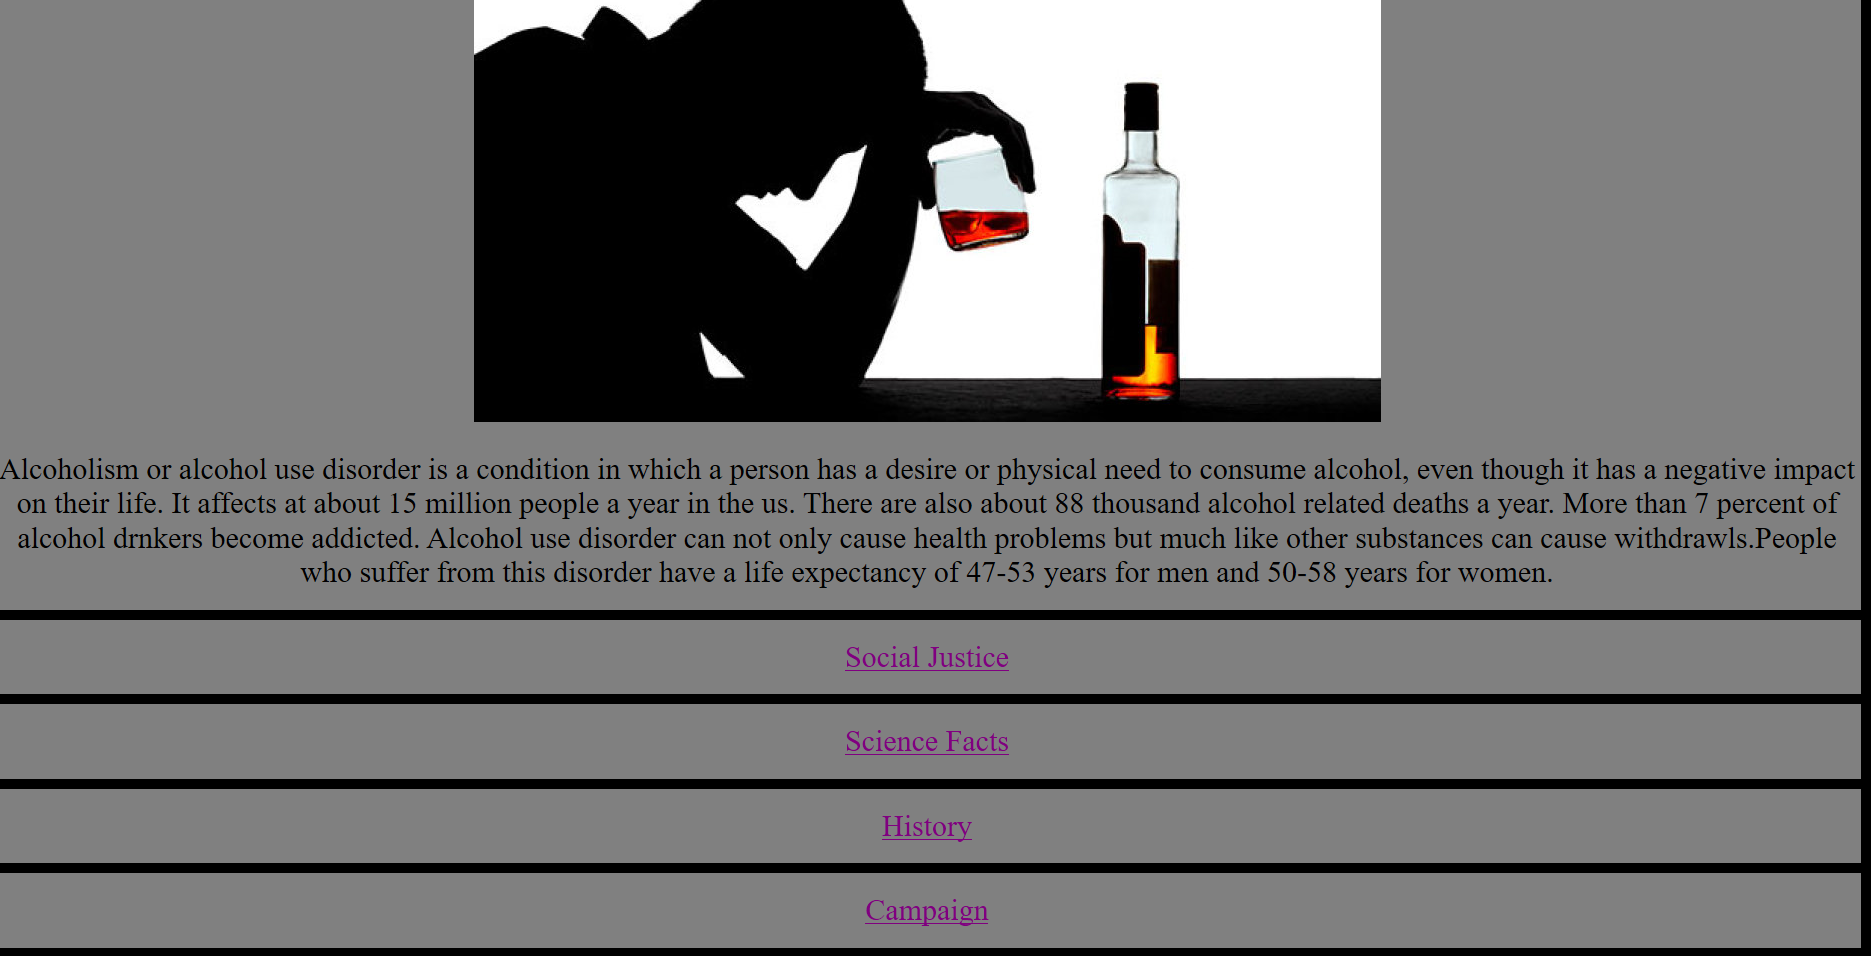 Alcoholism or alcohol use disorder is a condition in which a person has a desire or physical need to consume alcohol, even though it has a negative impact
on their life. It affects at about 15 million people a year in the us. There are also about 88 thousand alcohol related deaths a year. More than 7 percent of
alcohol drnkers become addicted. Alcohol use disorder can not only cause health problems but much like other substances can cause withdrawls.People
who suffer from this disorder have a life expectancy of 47-53 years for men and 50-58 years for women.
Social Justice
Science Facts
History
Campaign